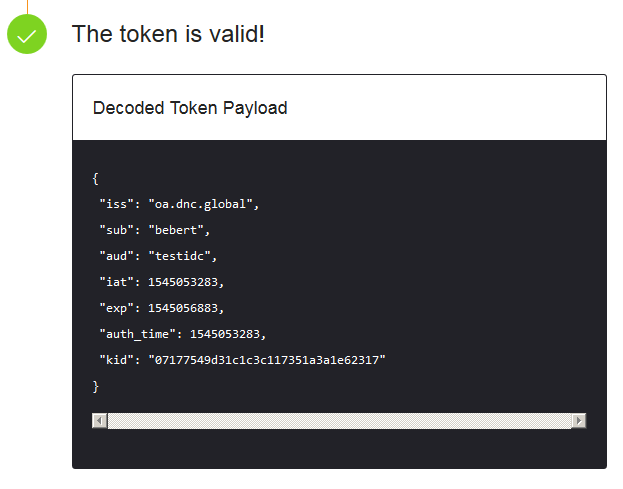 The token is valid!
Decoded Token Payload
{
"iss": "oa.dnc.global",
"sub": "bebert",
"aud": "testidc",
"iat": 1545053283,
"exp": 1545056883,
"auth_time": 1545053283,
"kid": "07177549d31c1c3c117351a3a1e62317"
}